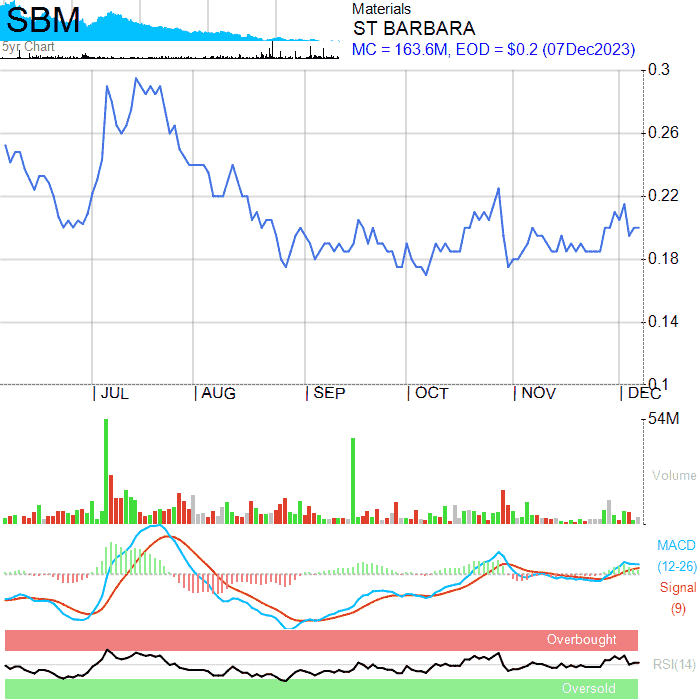 SBM
5yr Chart
Materials
ST BARBARA
MC = 163.6M, EOD = $0.2 (07Dec2023)
0.3
0.26
0.22
0.18
0.14
0.1
JUL AUG SEP OCT NOV DEC
54M
Volume
MACD
(12-26)
Signal
(9)
Overbought
RSI(14)
Oversold